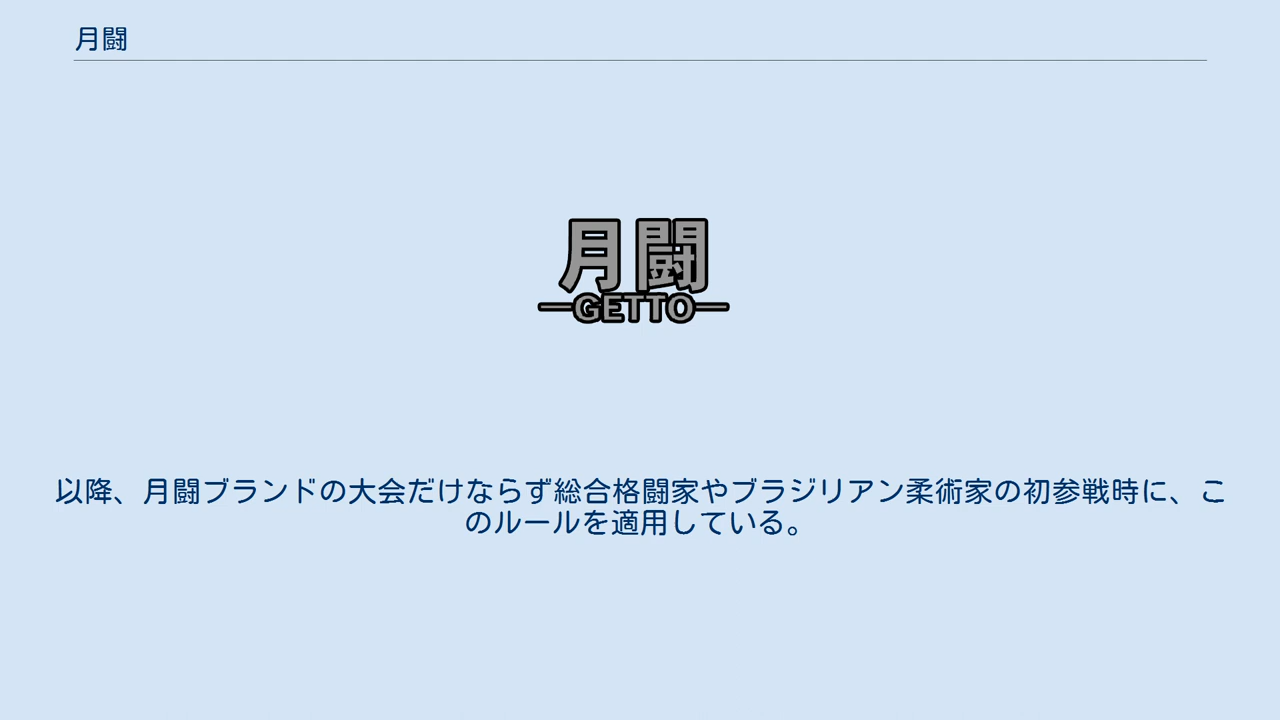 月闘
月闘
GETTO
以降、月闘ブランドの大会だけならず総合格闘家やブラジリアン柔術家の初参戦時に、こ
のルールを適用している。